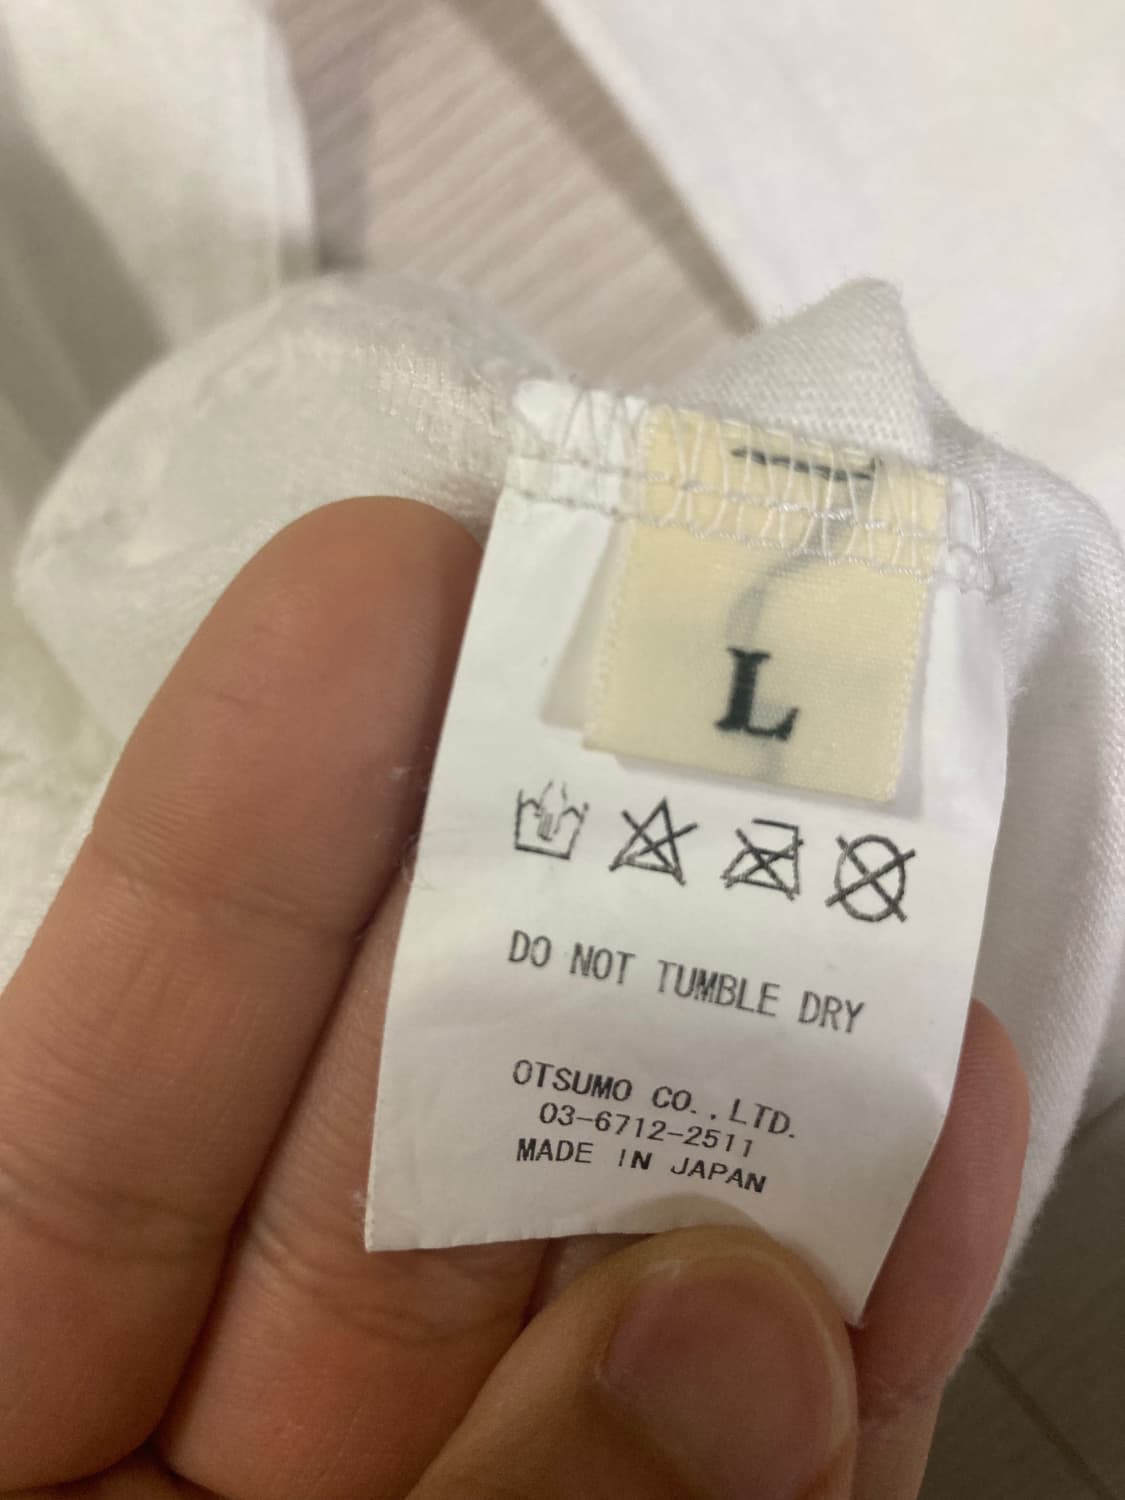 L
DO NOT TUMBLE DRY
OTSUMO CO.,LTD.
03-6712-2511
MADE IN JAPAN